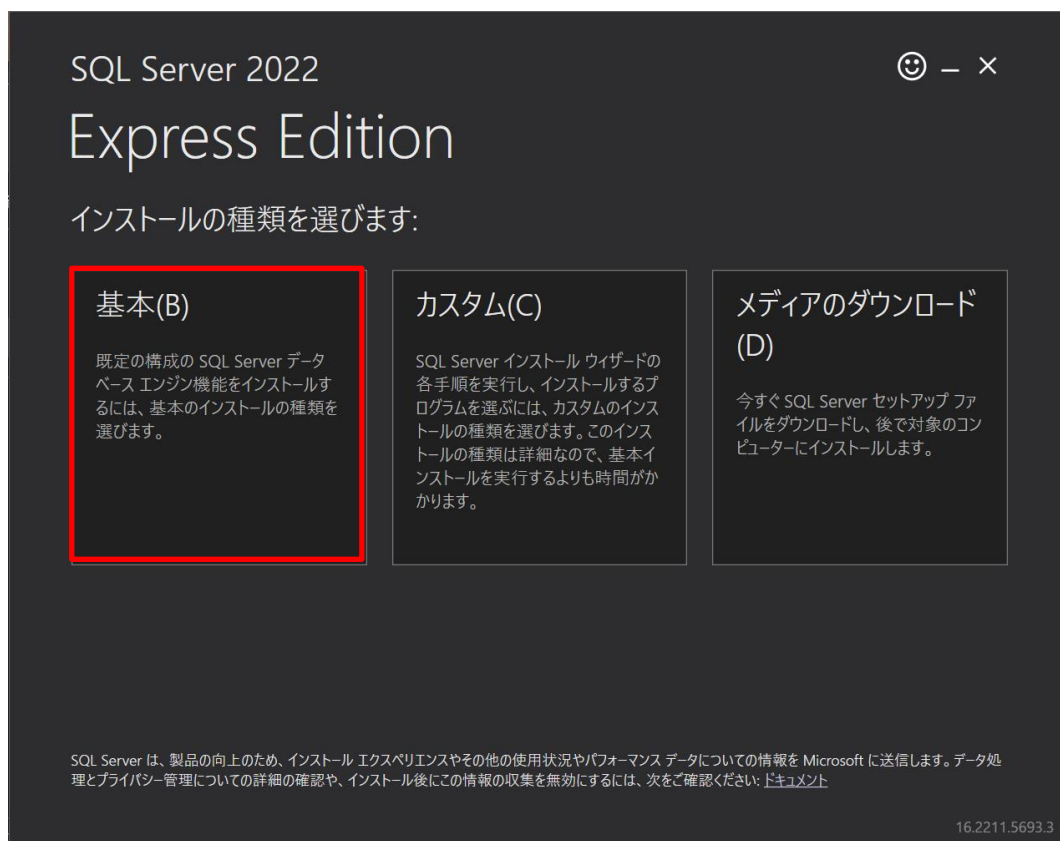 SQL Server 2022
Express Edition
インストールの種類を選びます:
基本(B)
既定の構成の SQL Server データ
ベース エンジン機能をインストールす
るには、基本のインストールの種類を
選びます。
カスタム(C)
SQL Server インストール ウィザードの
各手順を実行し、インストールするプ
ログラムを選ぶには、カスタムのインス
トールの種類を選びます。このインス
トールの種類は詳細なので、基本イ
ンストールを実行するよりも時間がか
かります。
メディアのダウンロード
(D)
今すぐ SQL Server セットアップ ファ
イルをダウンロードし、後で対象のコン
ピューターにインストールします。
SQL Server は、製品の向上のため、インストール エクスペリエンスやその他の使用状況やパフォーマンス データについての情報を Microsoft に送信します。データ処
理とプライバシー管理についての詳細の確認や、インストール後にこの情報の収集を無効にするには、次をご確認ください: ドキュメント
16.2211.5693.3